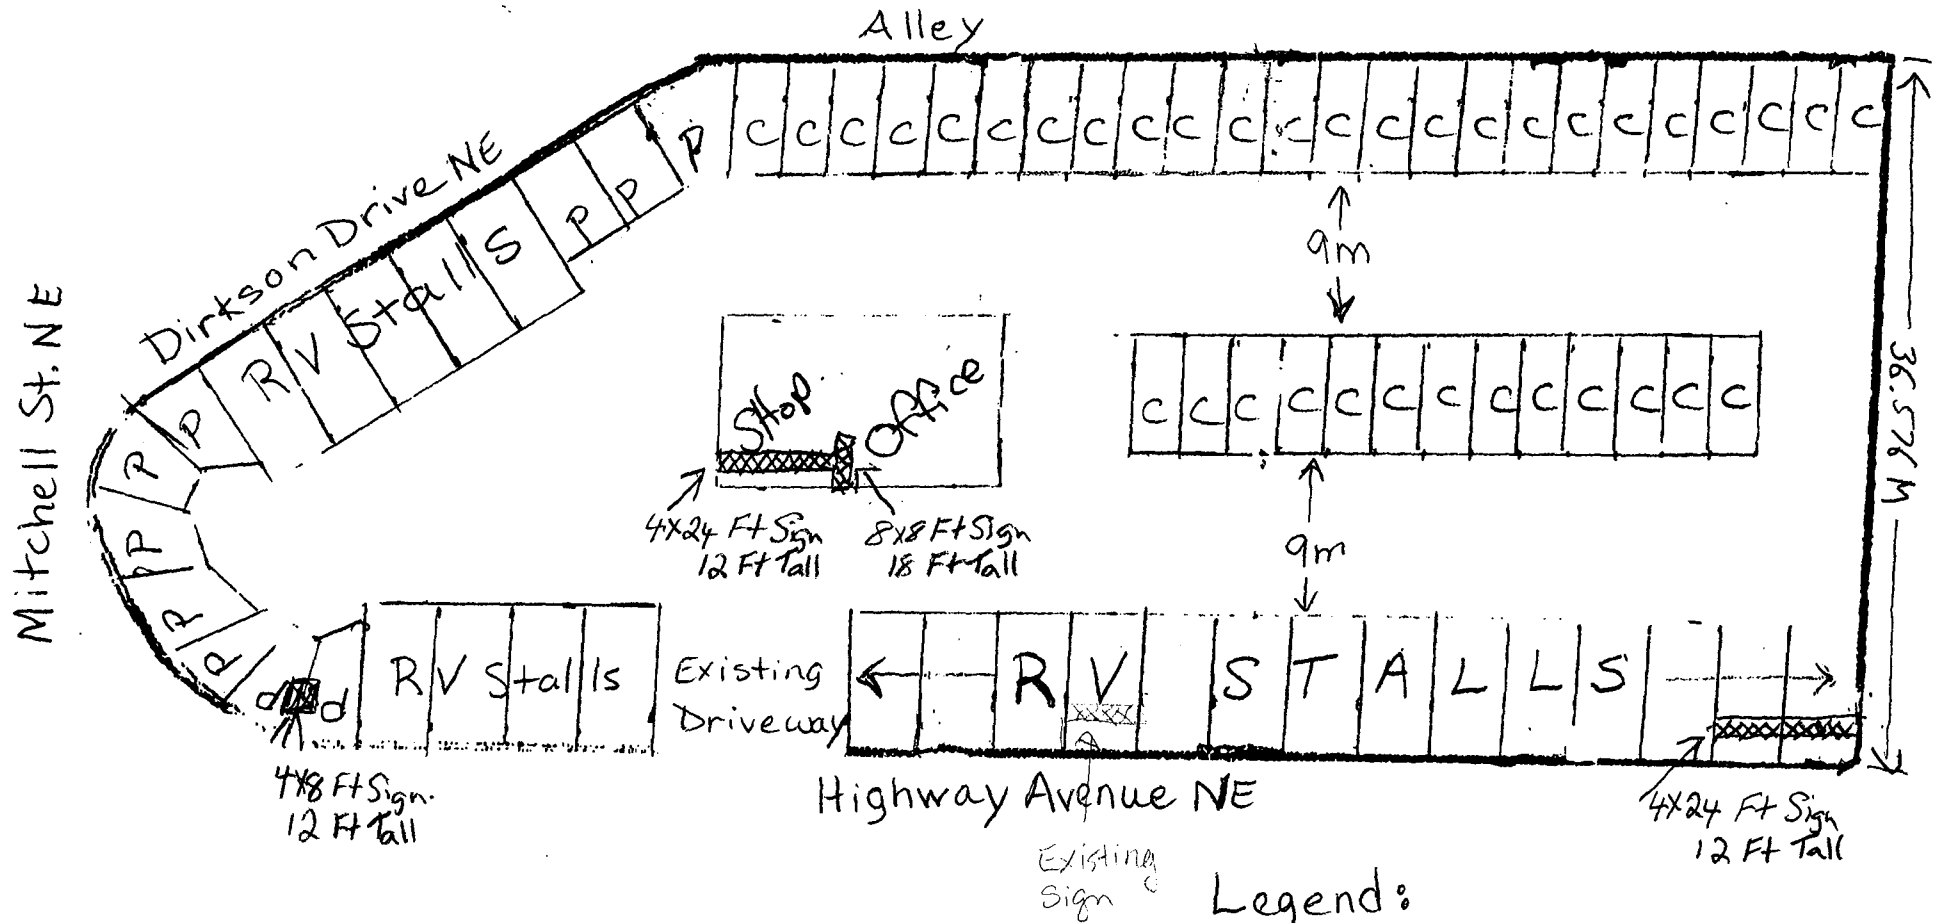 Alley
P C C C C C C C C C C C C C C C C C C C C C C C C
P P
Dirkson Drive NE
RV Stalls
9m
Mitchell St. NE
36.576 M
Shop
Office
C C C C C C C C C C C C C
P
P
P
P
d
d d
4x24 Ft Sign
12 Ft Tall
8x8 Ft Sign
18 Ft Tall
9m
RV Stalls
Existing
Driveway
RV STALLS
4x8 Ft Sign.
12 Ft Tall
Highway Avenue NE
4x24 Ft Sign
12 Ft Tall
Existing
Sign
Legend: